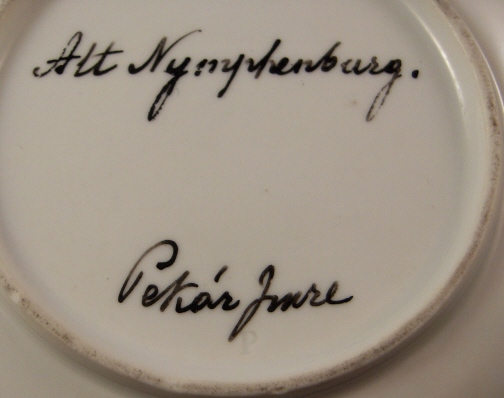 Alt Nymphenburg.
Pekár Imre
P